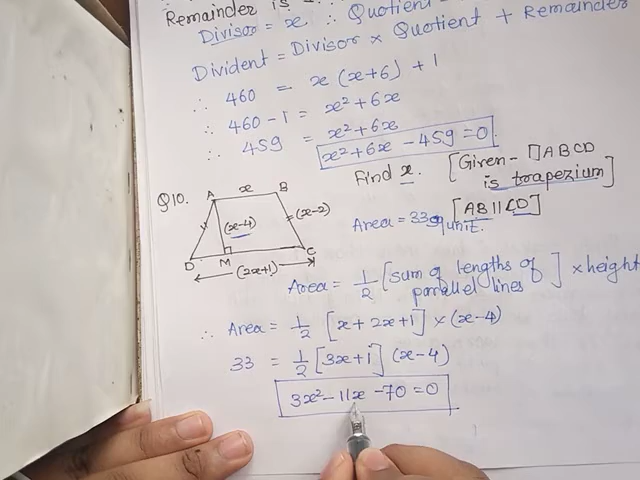 Remainder is
Divisor = x ∴ Quotient
Divident = Divisor × Quotient + Remainder
∴ 460 = x (x+6) + 1
∴ 460 - 1 = x² + 6x
∴ 459 = x² + 6x
x² + 6x - 459 = 0
Find x. [Given - □ABCD
is trapezium]
Q10.
A x B
(x-4) (x-2)
Area = 33 sq unit. [AB || CD]
D M C
(2x+1)
Area = 1/2 [sum of lengths of parallel lines] × height
∴ Area = 1/2 [x + 2x + 1] × (x-4)
33 = 1/2 [3x+1] (x-4)
3x² - 11x - 70 = 0